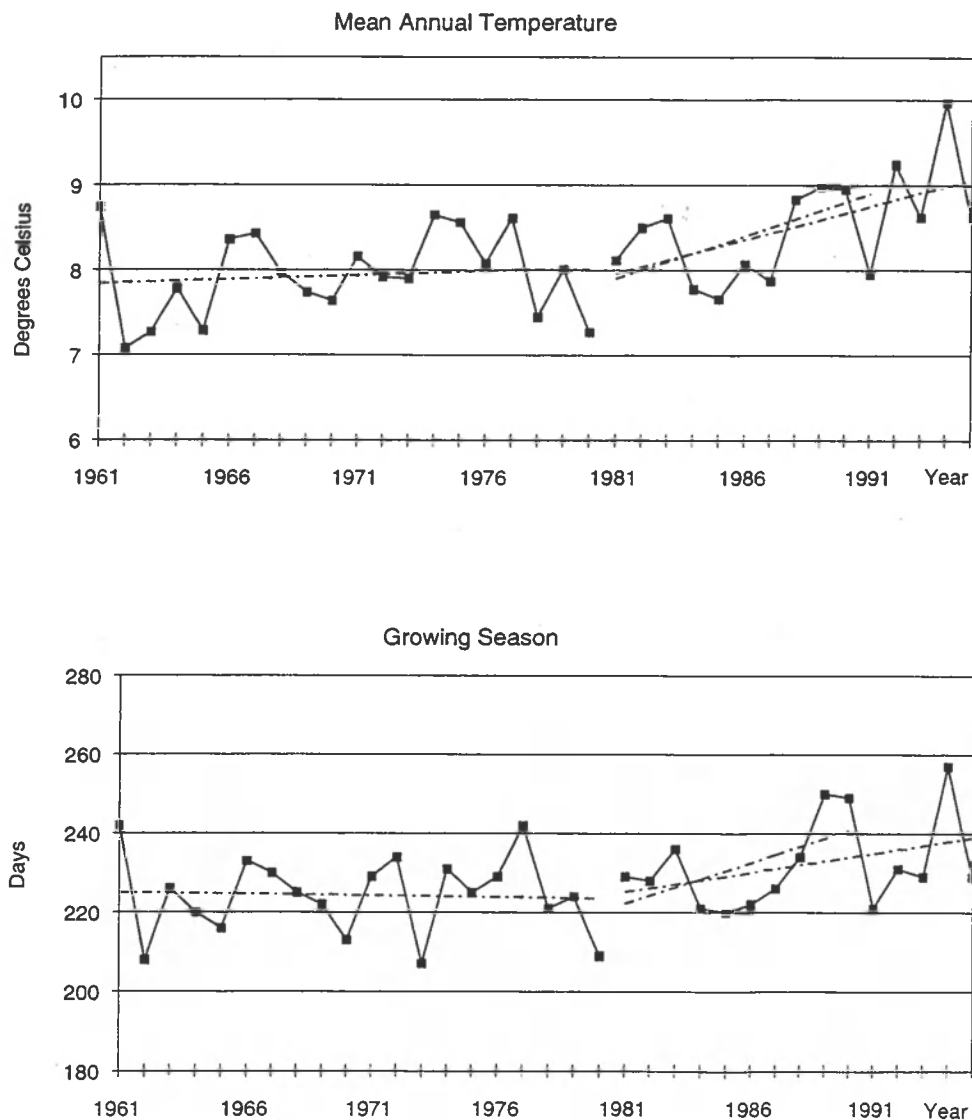 Mean Annual Temperature
10
9
8
7
6
Degrees Celsius
1961 1966 1971 1976 1981 1986 1991 Year
Growing Season
280
260
240
220
200
180
Days
1961 1966 1971 1976 1981 1986 1991 Year